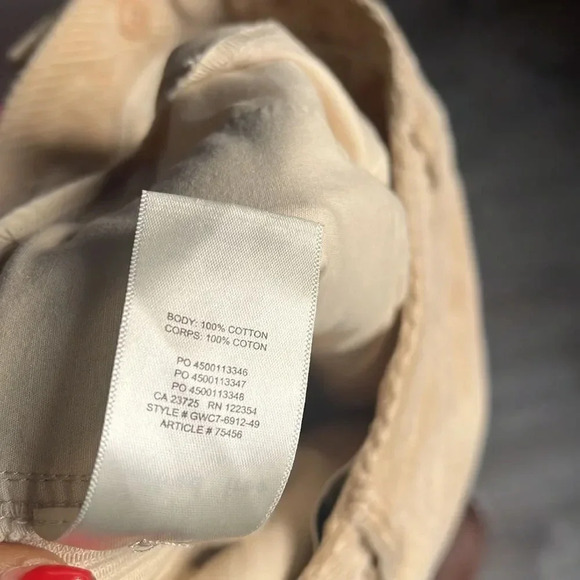 BODY: 100% COTTON
CORPS: 100% COTON
PO 4500113346
PO 4500113347
PO 4500113348
CA 23725 RN 122354
STYLE # GWC7-6912-49
ARTICLE # 75456